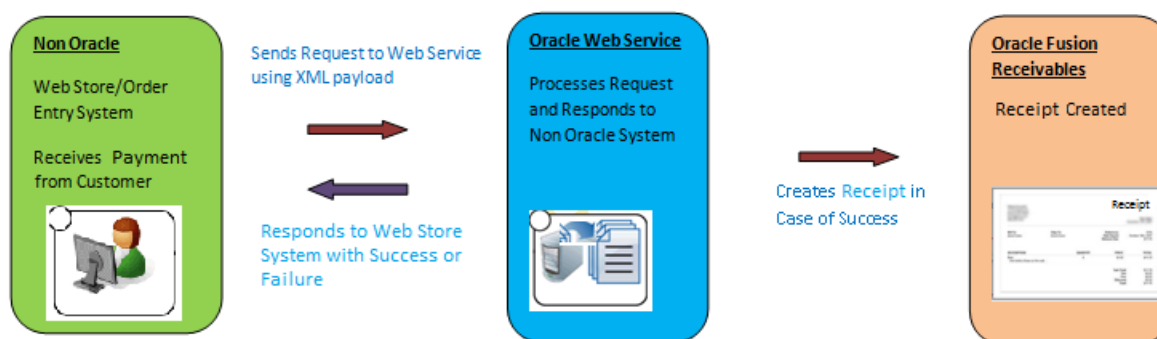 Non Oracle
Web Store/Order
Entry System
Receives Payment
from Customer
Sends Request to Web Service
using XML payload
Responds to Web Store
System with Success or
Failure
Oracle Web Service
Processes Request
and Responds to
Non Oracle System
Creates Receipt in
Case of Success
Oracle Fusion
Receivables
Receipt Created
Receipt